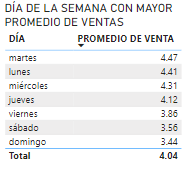 DÍA DE LA SEMANA CON MAYOR
PROMEDIO DE VENTAS
DÍA PROMEDIO DE VENTA
martes 4.47
lunes 4.41
miércoles 4.31
jueves 4.12
viernes 3.86
sábado 3.56
domingo 3.44
Total 4.04